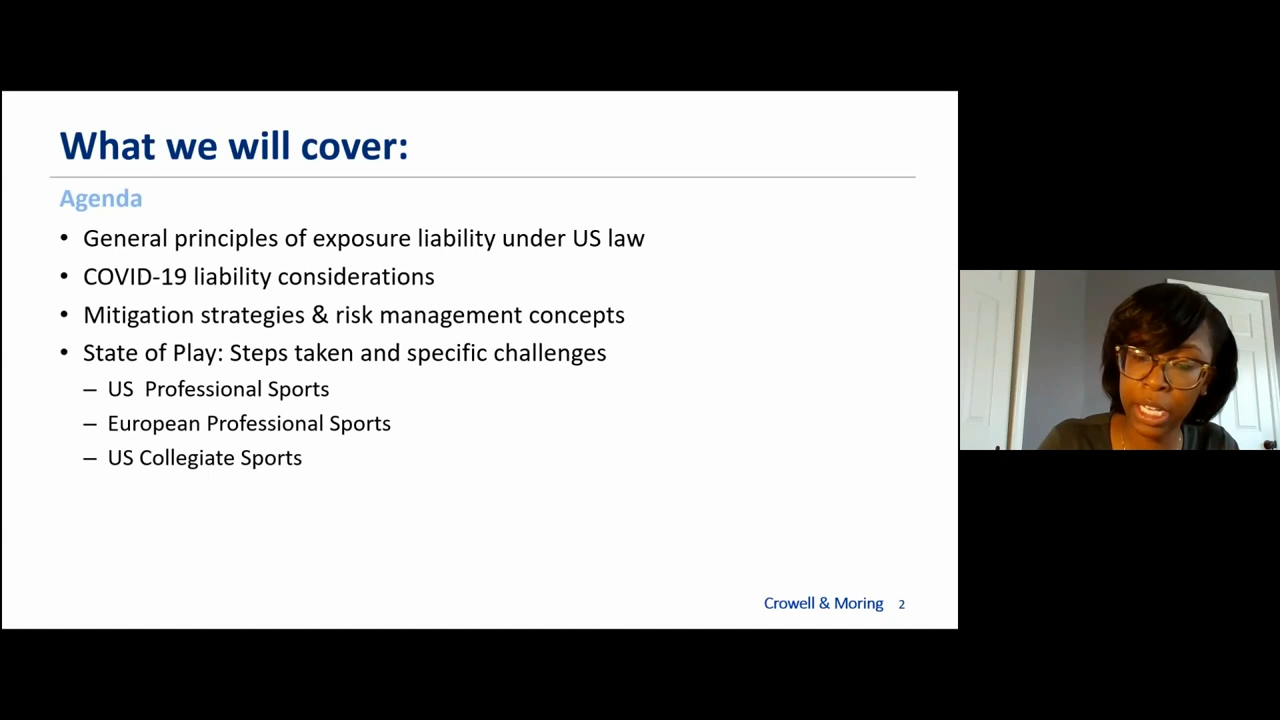 What we will cover:
Agenda
• General principles of exposure liability under US law
• COVID-19 liability considerations
• Mitigation strategies & risk management concepts
• State of Play: Steps taken and specific challenges
– US  Professional Sports
– European Professional Sports
– US Collegiate Sports
Crowell & Moring 2